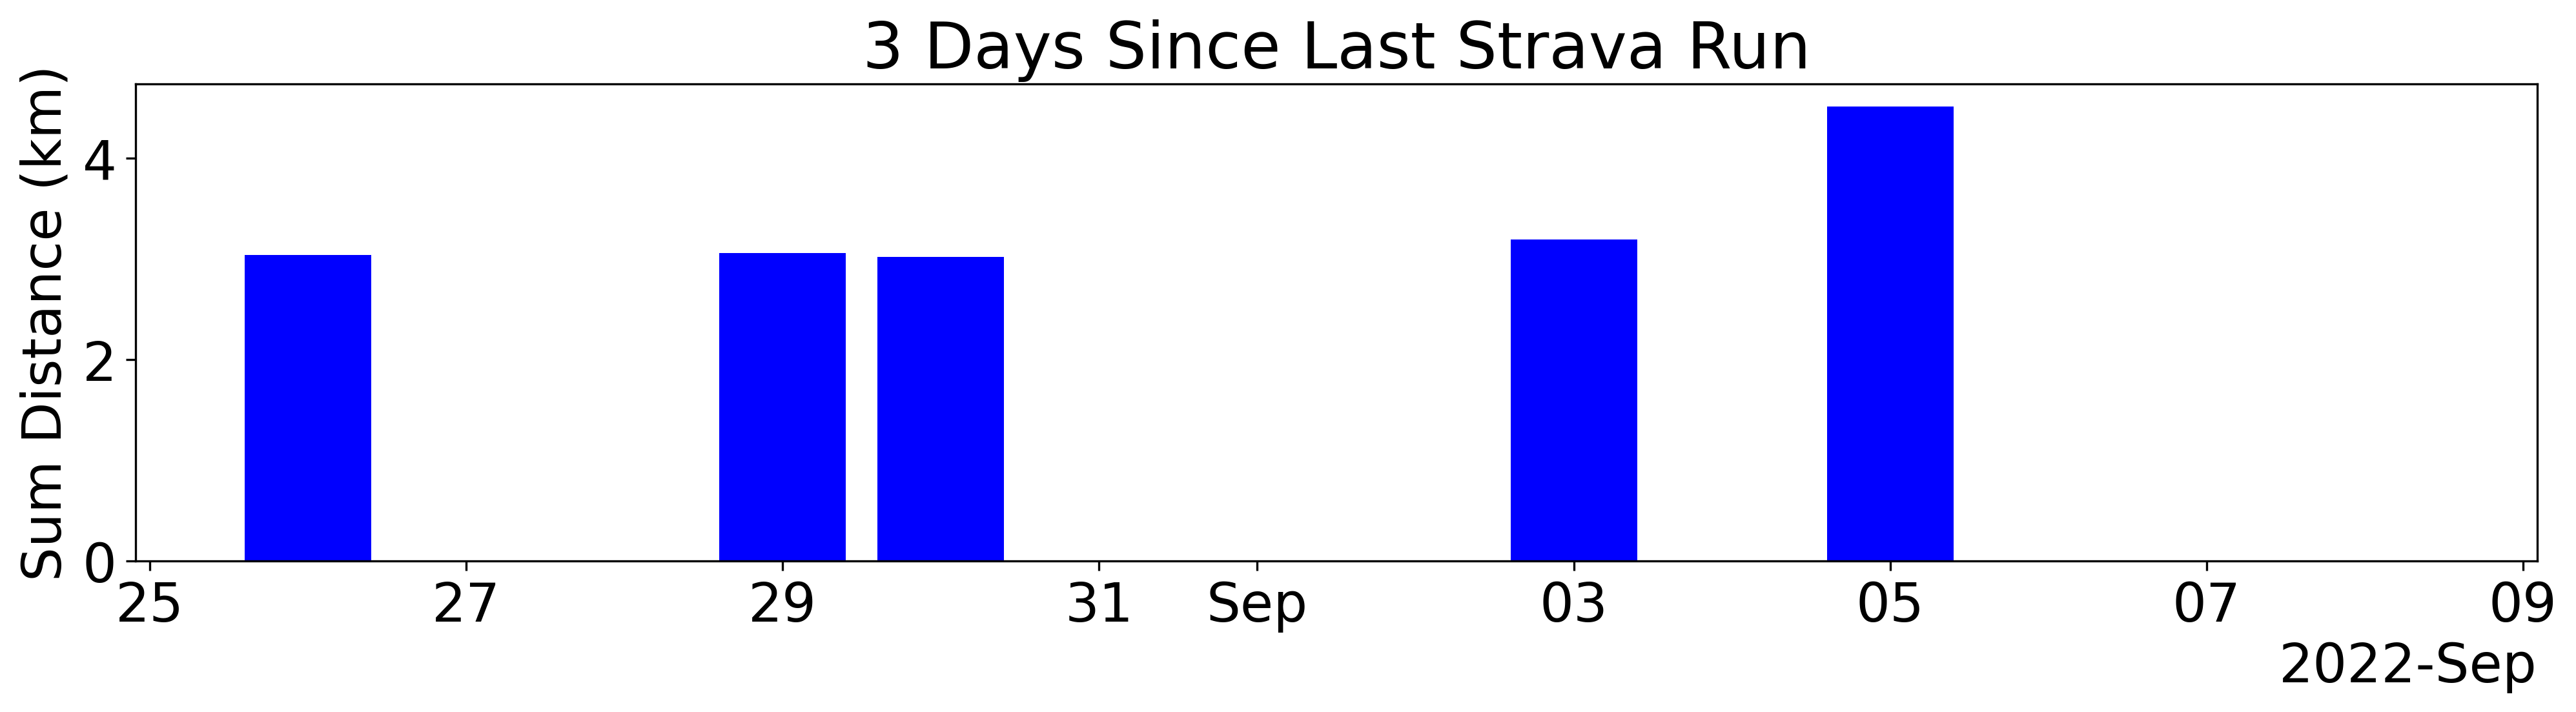 3 Days Since Last Strava Run
Sum Distance (km)
4
2
0
25 27 29 31 Sep 03 05 07 09
2022-Sep